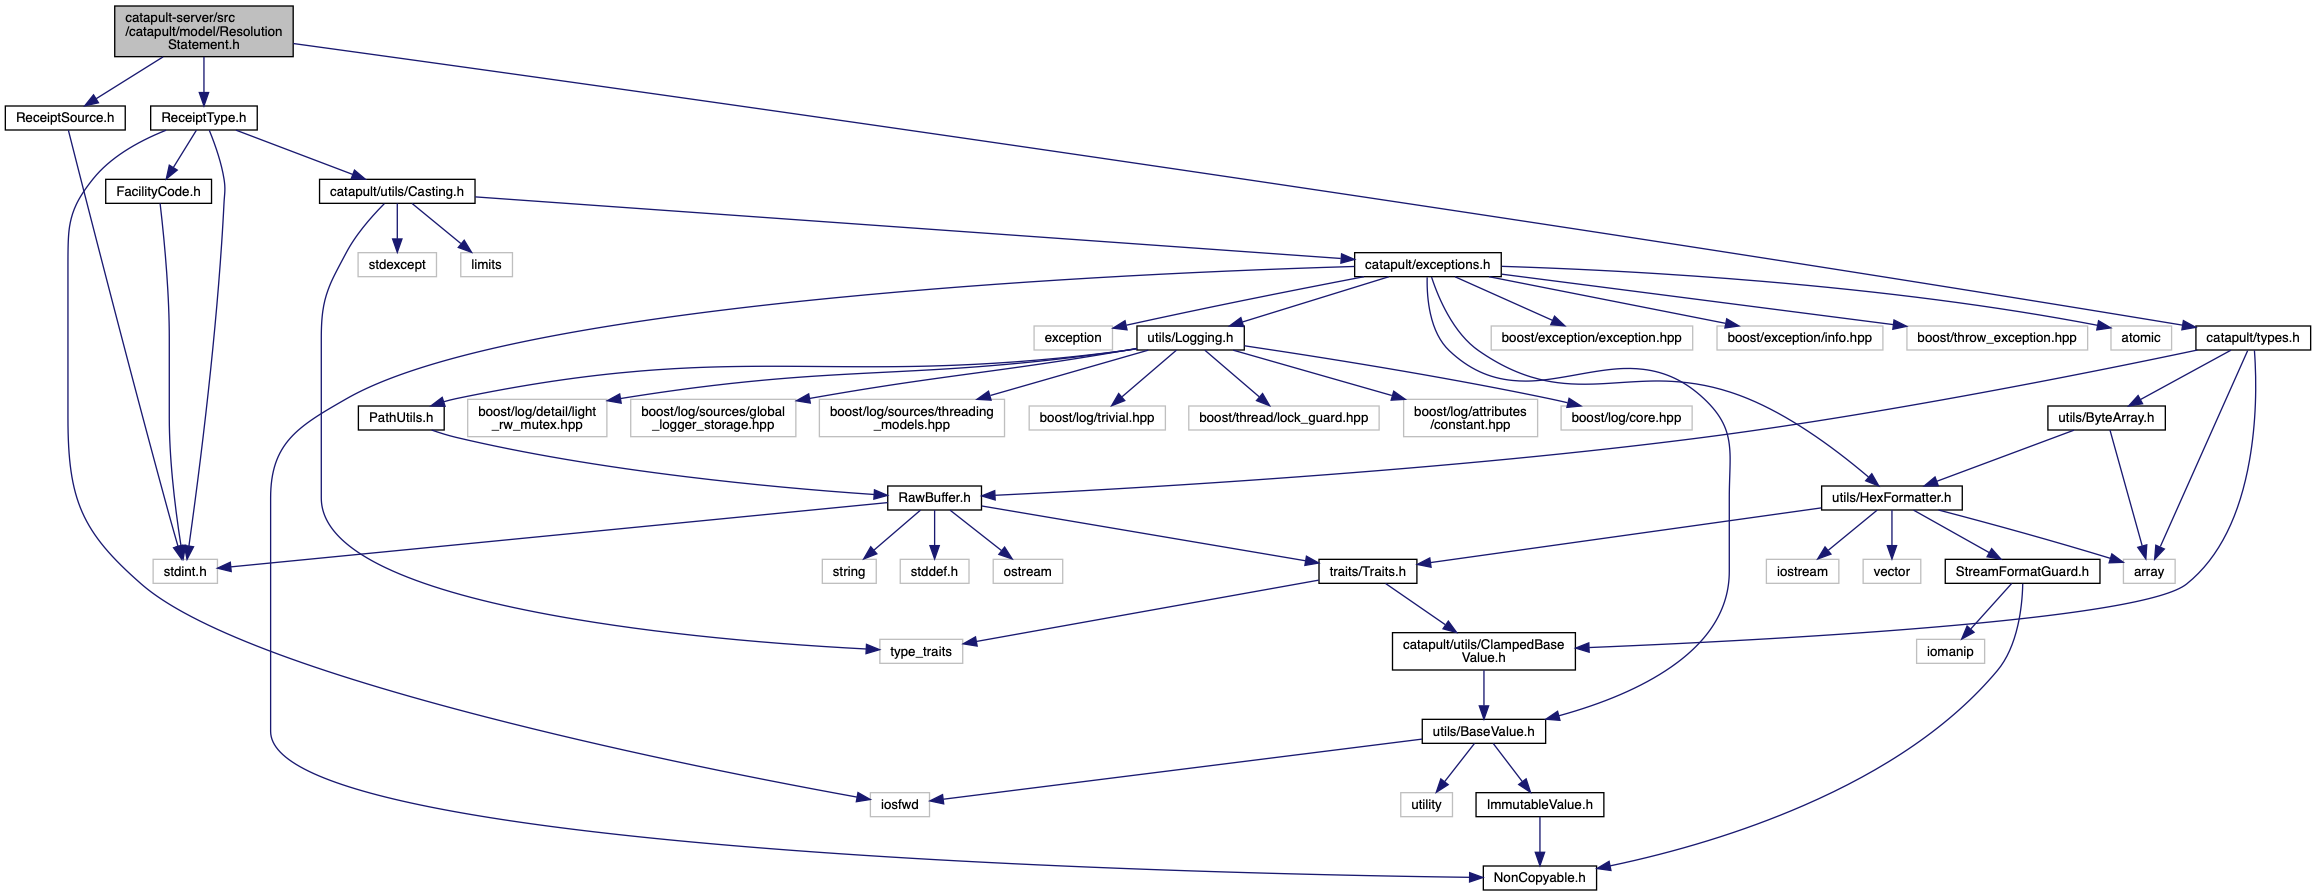 catapult-server/src
/catapult/model/Resolution
Statement.h
ReceiptSource.h
ReceiptType.h
FacilityCode.h
catapult/utils/Casting.h
stdexcept
limits
catapult/exceptions.h
exception
utils/Logging.h
boost/exception/exception.hpp
boost/exception/info.hpp
boost/throw_exception.hpp
atomic
catapult/types.h
PathUtils.h
boost/log/detail/light
_rw_mutex.hpp
boost/log/sources/global
_logger_storage.hpp
boost/log/sources/threading
_models.hpp
boost/log/trivial.hpp
boost/thread/lock_guard.hpp
boost/log/attributes
/constant.hpp
boost/log/core.hpp
utils/ByteArray.h
RawBuffer.h
utils/HexFormatter.h
stdint.h
string
stddef.h
ostream
traits/Traits.h
iostream
vector
StreamFormatGuard.h
array
type_traits
catapult/utils/ClampedBase
Value.h
iomanip
utils/BaseValue.h
iosfwd
utility
ImmutableValue.h
NonCopyable.h